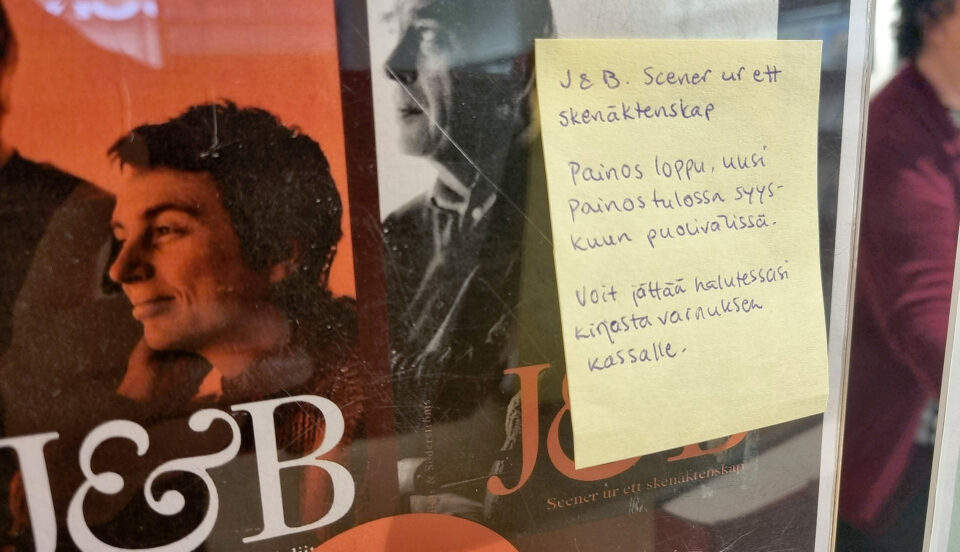 J & B. Scener ur ett
skenäktenskap
Painos loppu, uusi
painos tulossa syys-
kuun puolivälissä.
Voit jättää halutessasi
kirjasta varauksen
kassalle.
J&B
J&B
Scener ur ett skenäktenskap
& Söderströms